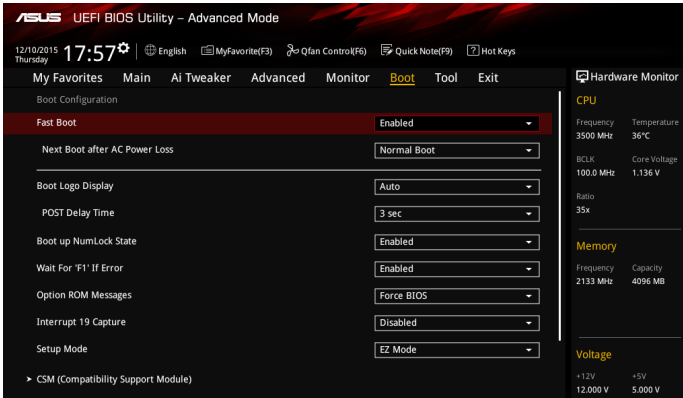 ASUS UEFI BIOS Utility – Advanced Mode
12/10/2015 Thursday 17:57 English MyFavorite(F3) Qfan Control(F6) Quick Note(F9) ? Hot Keys
My Favorites Main Ai Tweaker Advanced Monitor Boot Tool Exit
Boot Configuration
Fast Boot Enabled
Next Boot after AC Power Loss Normal Boot
Boot Logo Display Auto
POST Delay Time 3 sec
Boot up NumLock State Enabled
Wait For 'F1' If Error Enabled
Option ROM Messages Force BIOS
Interrupt 19 Capture Disabled
Setup Mode EZ Mode
> CSM (Compatibility Support Module)
Hardware Monitor
CPU
Frequency Temperature
3500 MHz 36°C
BCLK Core Voltage
100.0 MHz 1.136 V
Ratio
35x
Memory
Frequency Capacity
2133 MHz 4096 MB
Voltage
+12V +5V
12.000 V 5.000 V